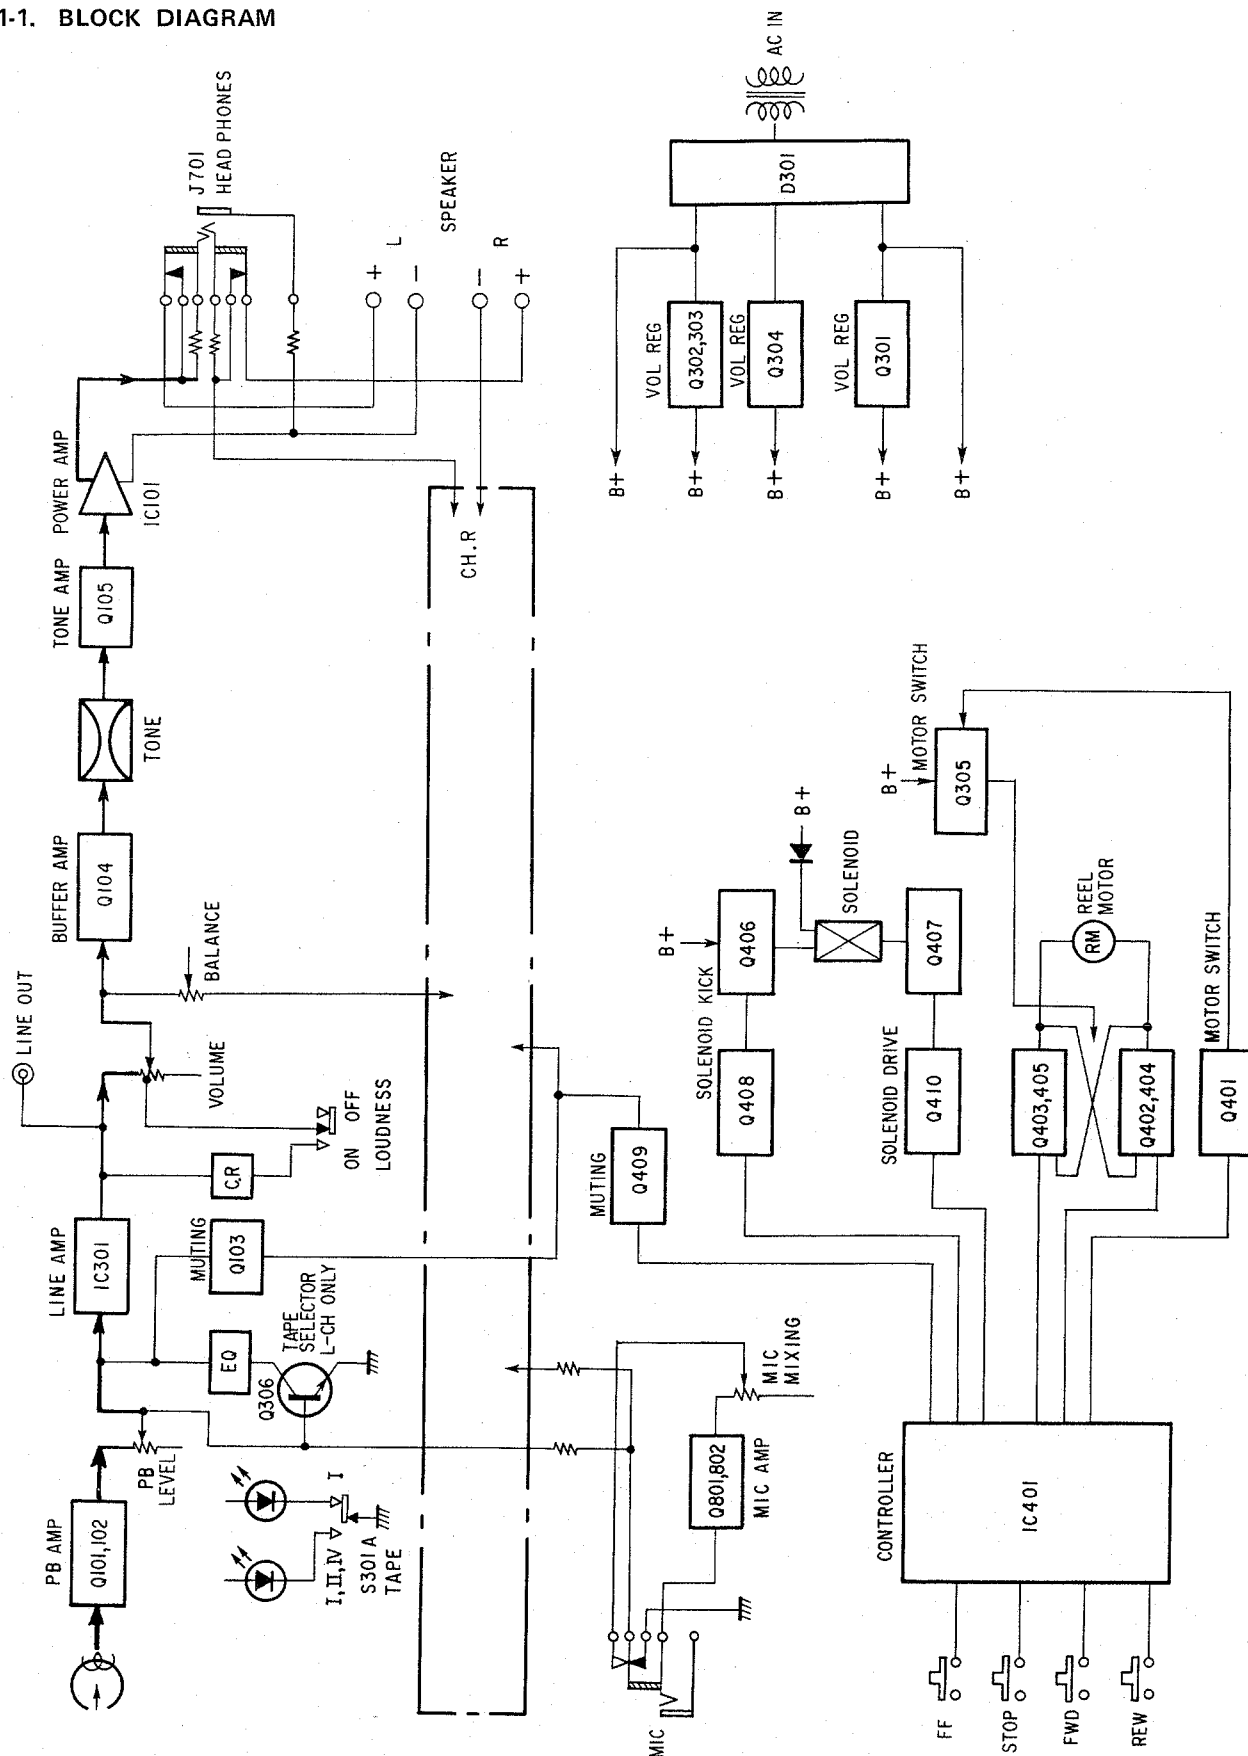 1-1. BLOCK DIAGRAM
PB AMP
Q101,102
PB
LEVEL
LINE AMP
IC301
LINE OUT
VOLUME
BALANCE
BUFFER AMP
Q104
TONE
TONE AMP
Q105
POWER AMP
IC101
J701
HEAD PHONES
+
L
−
SPEAKER
−
R
+
C.R
ON OFF
LOUDNESS
MUTING
Q103
EQ
Q306
TAPE
SELECTOR
L-CH ONLY
I
I,II,IV
S301A
TAPE
CH.R
AC IN
D301
VOL REG
Q302,303
VOL REG
Q304
VOL REG
Q301
B+
B+
B+
B+
B+
MIC
Q801,802
MIC AMP
MIC
MIXING
MUTING
Q409
SOLENOID KICK
Q408
Q406
B+
B+
SOLENOID
SOLENOID DRIVE
Q410
Q407
B+
MOTOR SWITCH
Q305
REEL
MOTOR
RM
Q403,405
Q402,404
MOTOR SWITCH
Q401
CONTROLLER
IC401
FF
STOP
FWD
REW